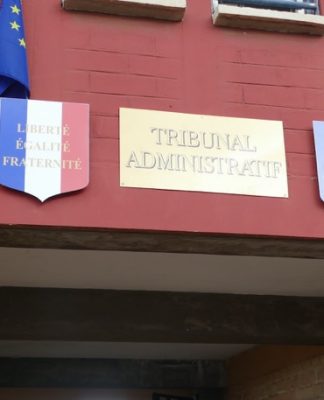 LIBERTÉ
ÉGALITÉ
FRATERNITÉ
TRIBUNAL
ADMINISTRATIF